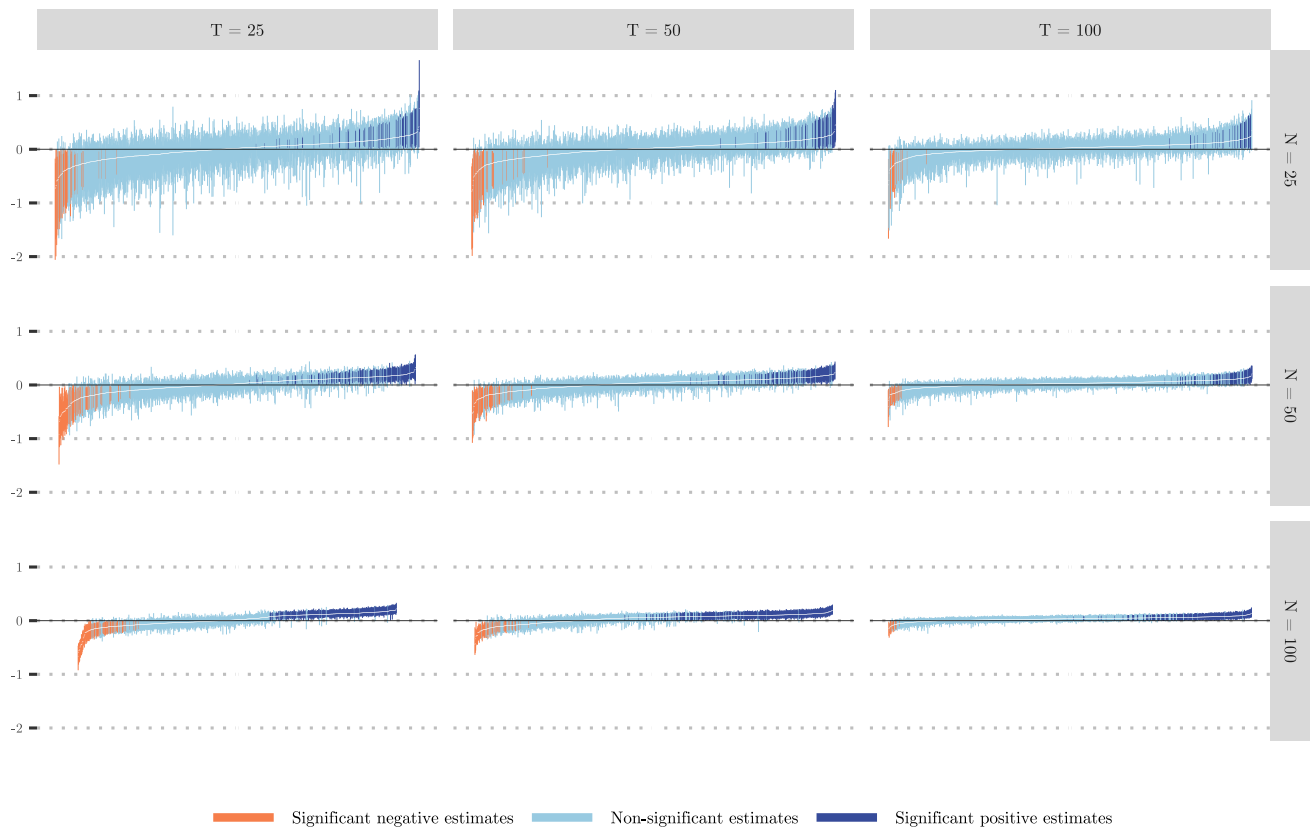 T = 25
T = 50
T = 100
1
0
-1
-2
N = 25
1
0
-1
-2
N = 50
1
0
-1
-2
N = 100
Significant negative estimates
Non-significant estimates
Significant positive estimates